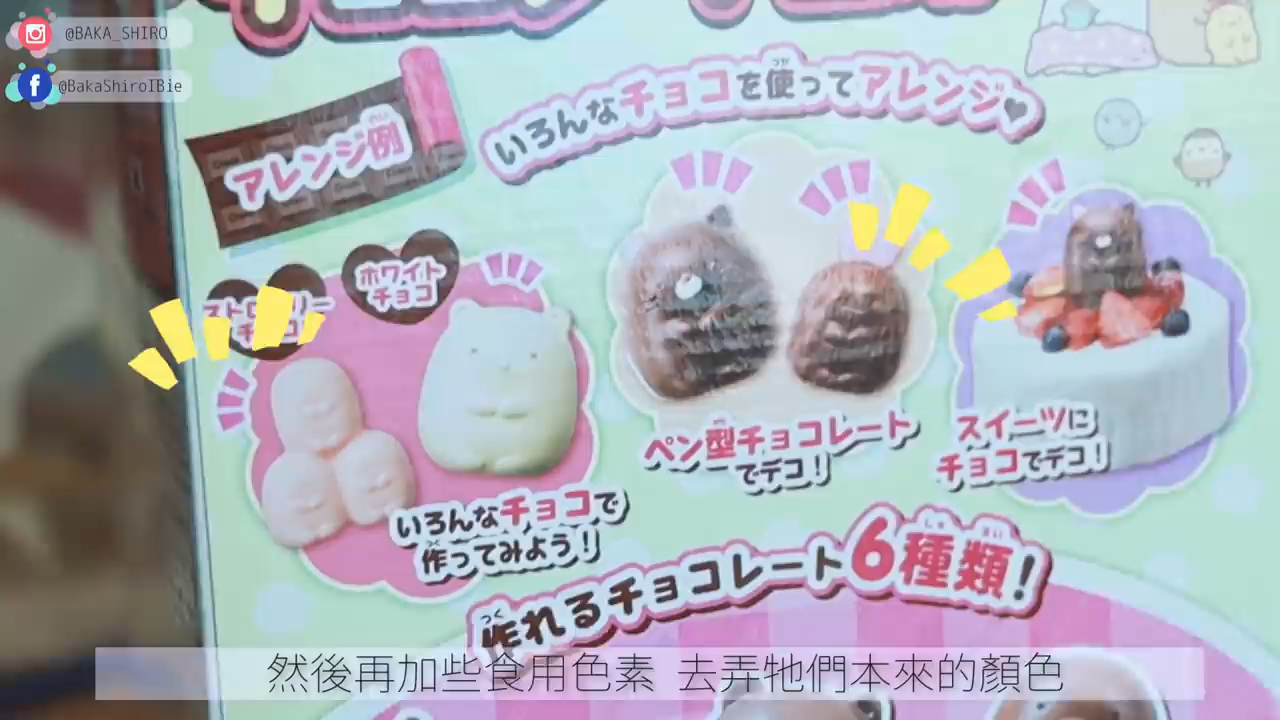 @BAKA_SHIRO
@BakaShiroIBie
いろんなチョコを使ってアレンジ♥
アレンジ例
ホワイト
チョコ
いろんなチョコで
作ってみよう!
ペン型チョコレート
でデコ!
スイーツに
チョコでデコ!
作れるチョコレート6種類!
然後再加些食用色素 去弄牠們本來的顏色